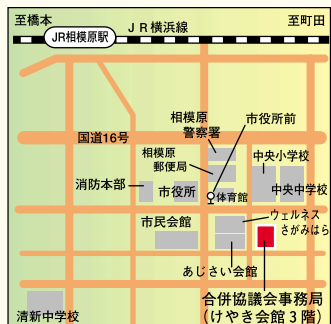 至橋本
至町田
JR横浜線
JR相模原駅
相模原
警察署
市役所前
国道16号
相模原
郵便局
中央小学校
消防本部
市役所
体育館
中央中学校
ウェルネス
さがみはら
市民会館
あじさい会館
合併協議会事務局
(けやき会館3階)
清新中学校